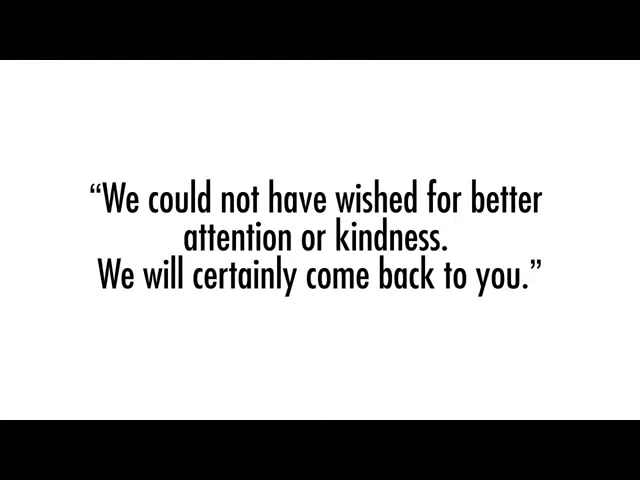 “We could not have wished for better
attention or kindness.
We will certainly come back to you.”